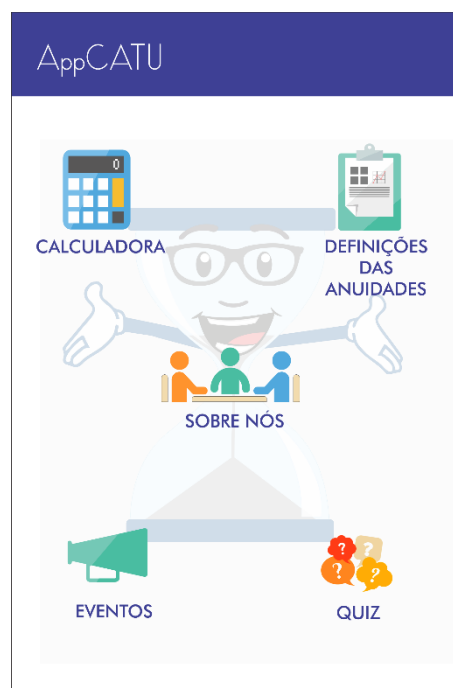 AppCATU
0
CALCULADORA
DEFINIÇÕES
DAS
ANUIDADES
SOBRE NÓS
EVENTOS
? ?
? ?
QUIZ